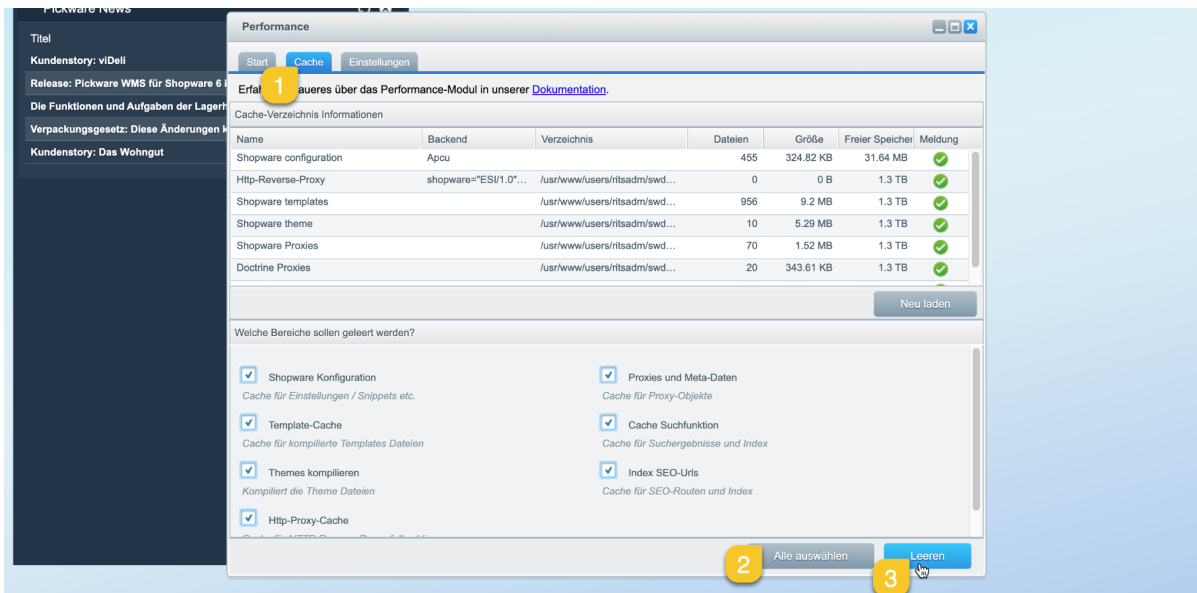 Pickware News
Titel
Kundenstory: viDeli
Release: Pickware WMS für Shopware 6 i
Die Funktionen und Aufgaben der Lagerh
Verpackungsgesetz: Diese Änderungen k
Kundenstory: Das Wohngut
Performance
Start Cache Einstellungen
1
Erfah aueres über das Performance-Modul in unserer Dokumentation.
Cache-Verzeichnis Informationen
Name Backend Verzeichnis Dateien Größe Freier Speicher Meldung
Shopware configuration Apcu 455 324.82 KB 31.64 MB
Http-Reverse-Proxy shopware="ESI/1.0"... /usr/www/users/ritsadm/swd... 0 0 B 1.3 TB
Shopware templates /usr/www/users/ritsadm/swd... 956 9.2 MB 1.3 TB
Shopware theme /usr/www/users/ritsadm/swd... 10 5.29 MB 1.3 TB
Shopware Proxies /usr/www/users/ritsadm/swd... 70 1.52 MB 1.3 TB
Doctrine Proxies /usr/www/users/ritsadm/swd... 20 343.61 KB 1.3 TB
Neu laden
Welche Bereiche sollen geleert werden?
Shopware Konfiguration
Cache für Einstellungen / Snippets etc.
Template-Cache
Cache für kompilierte Templates Dateien
Themes kompilieren
Kompiliert die Theme Dateien
Http-Proxy-Cache
Proxies und Meta-Daten
Cache für Proxy-Objekte
Cache Suchfunktion
Cache für Suchergebnisse und Index
Index SEO-Urls
Cache für SEO-Routen und Index
2
Alle auswählen
3
Leeren